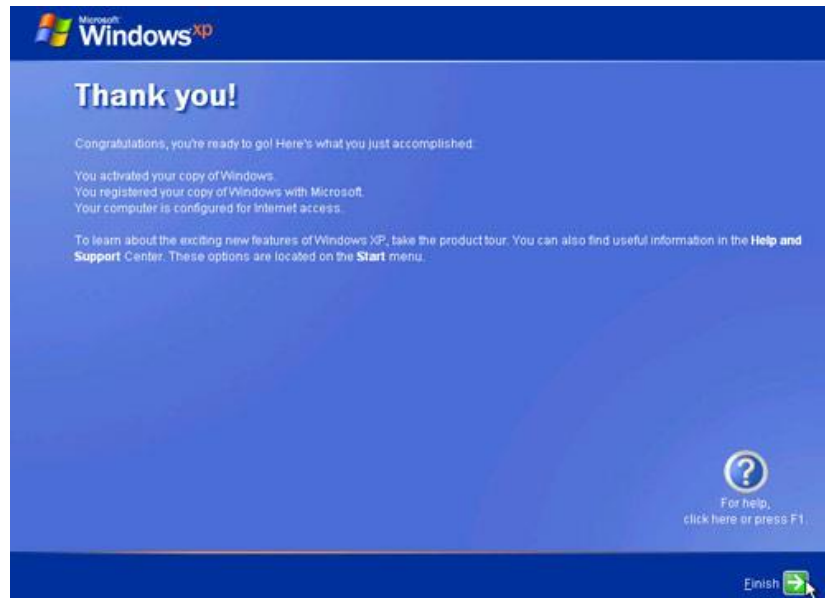 Microsoft
Windows xp
Thank you!
Congratulations, you're ready to go! Here's what you just accomplished:
You activated your copy of Windows.
You registered your copy of Windows with Microsoft.
Your computer is configured for Internet access.
To learn about the exciting new features of Windows XP, take the product tour. You can also find useful information in the Help and
Support Center. These options are located on the Start menu.
?
For help,
click here or press F1.
Finish